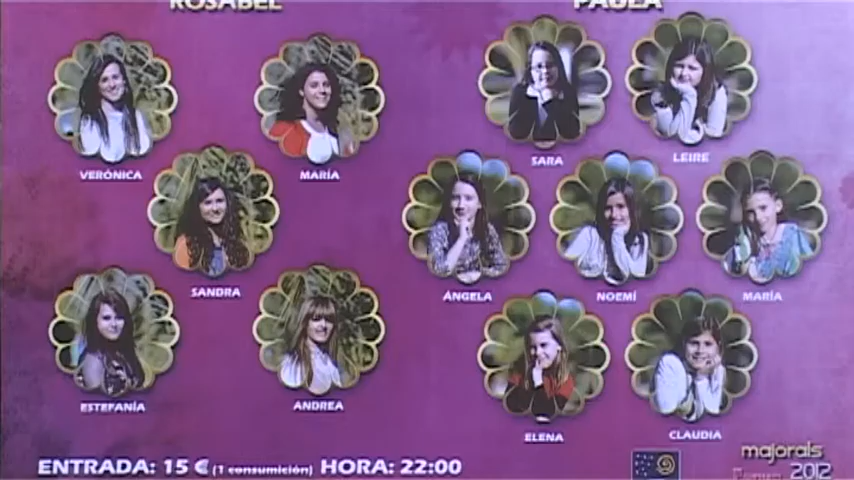 ROSABEL
PAULA
VERÓNICA
MARÍA
SANDRA
ESTEFANÍA
ANDREA
SARA
LEIRE
ÁNGELA
NOEMÍ
MARÍA
ELENA
CLAUDIA
ENTRADA: 15 € (1 consumición) HORA: 22:00
majorals
2012